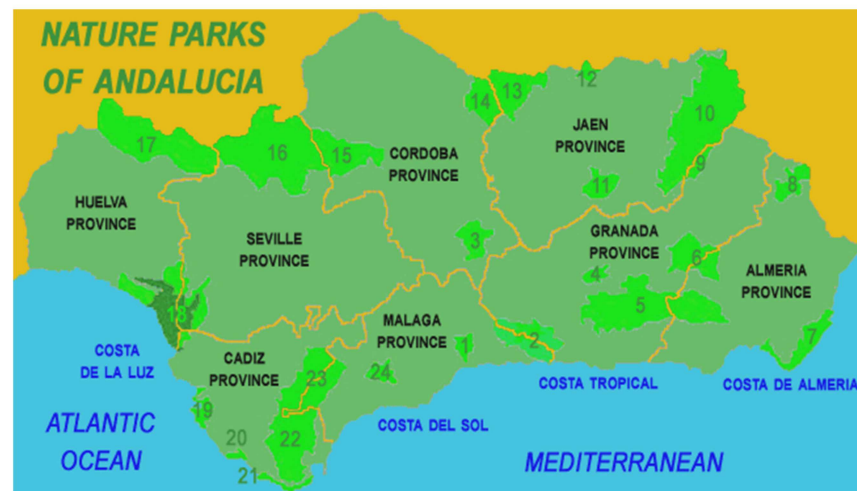 NATURE PARKS
OF ANDALUCIA
12
13
14
10
17
16
15
JAEN
PROVINCE
CORDOBA
PROVINCE
9
11
8
HUELVA
PROVINCE
SEVILLE
PROVINCE
3
GRANADA
PROVINCE
6
4
ALMERIA
PROVINCE
5
18
MALAGA
PROVINCE
7
2
1
COSTA
DE LA LUZ
CADIZ
PROVINCE
23
24
COSTA TROPICAL
COSTA DE ALMERIA
19
ATLANTIC
OCEAN
20
22
COSTA DEL SOL
21
MEDITERRANEAN